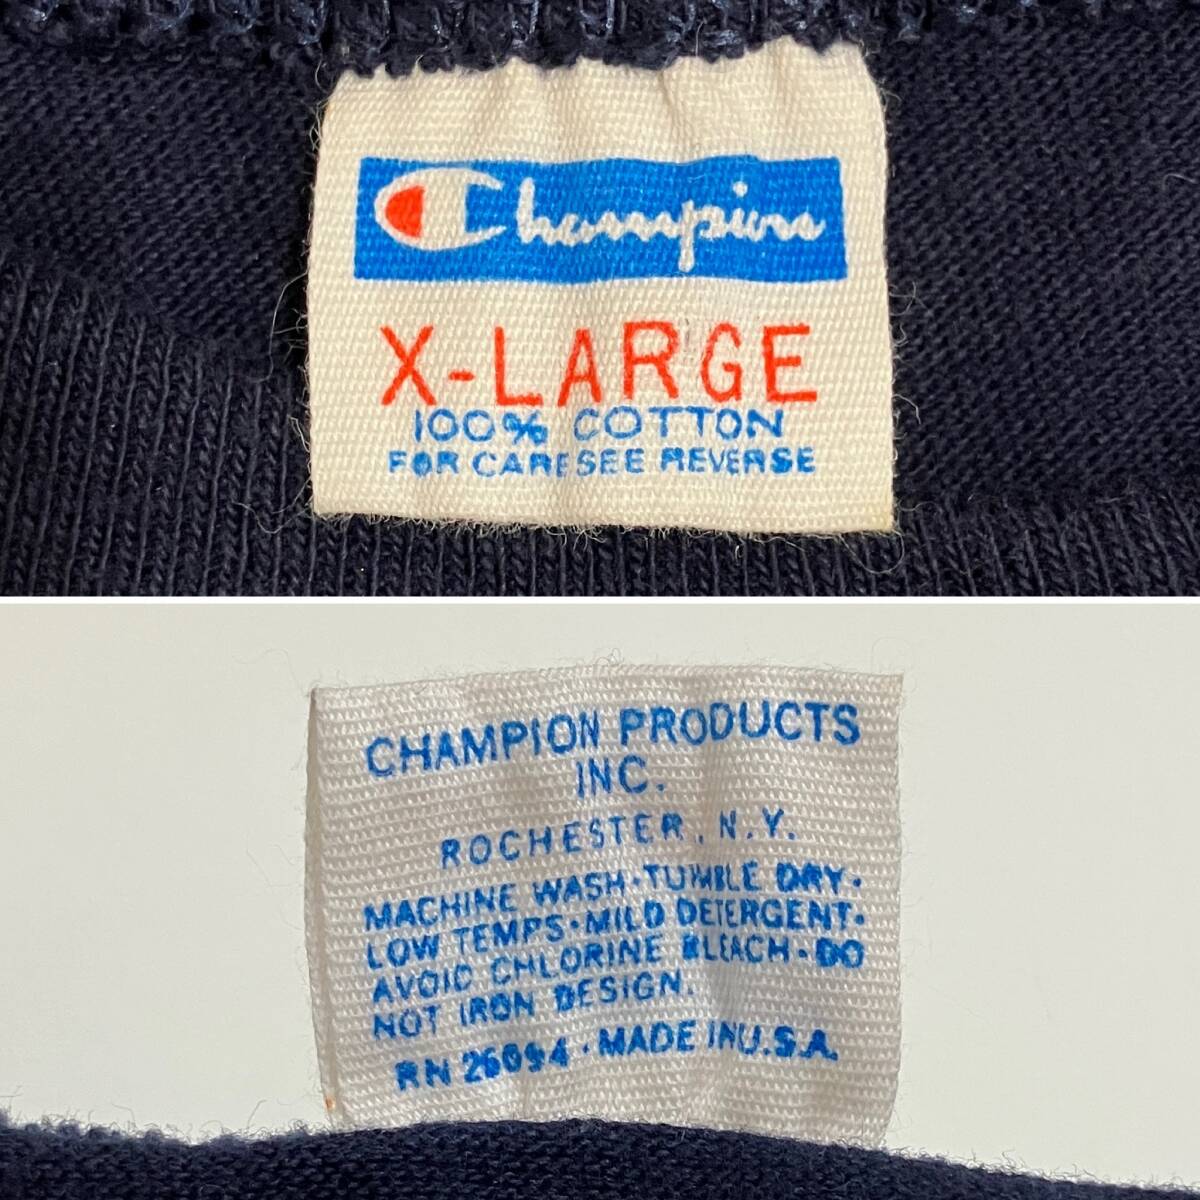 Champion
X-LARGE
100% COTTON
FOR CARE SEE REVERSE
CHAMPION PRODUCTS
INC.
ROCHESTER, N.Y.
MACHINE WASH•TUMBLE DRY•
LOW TEMPS•MILD DETERGENT•
AVOID CHLORINE BLEACH•DO
NOT IRON DESIGN.
RN 26094 • MADE IN U.S.A.